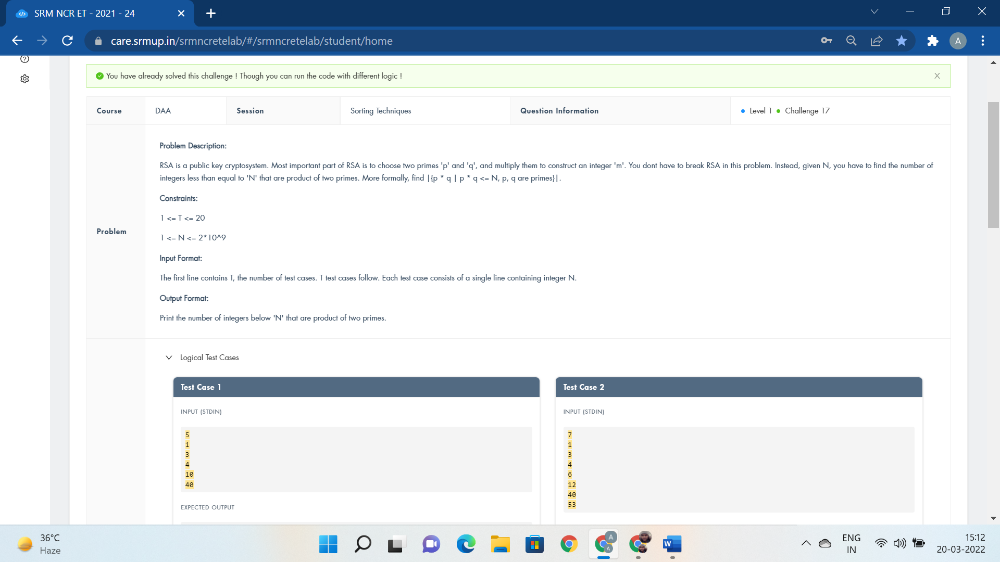 SRM NCR ET - 2021 - 24
care.srmup.in/srmncretelab/#/srmncretelab/student/home
A
You have already solved this challenge ! Though you can run the code with different logic !
Course
DAA
Session
Sorting Techniques
Question Information
Level 1
Challenge 17
Problem
Problem Description:
RSA is a public key cryptosystem. Most important part of RSA is to choose two primes 'p' and 'q', and multiply them to construct an integer 'm'. You dont have to break RSA in this problem. Instead, given N, you have to find the number of
integers less than equal to 'N' that are product of two primes. More formally, find |{p * q | p * q <= N, p, q are primes}|.
Constraints:
1 <= T <= 20
1 <= N <= 2*10^9
Input Format:
The first line contains T, the number of test cases. T test cases follow. Each test case consists of a single line containing integer N.
Output Format:
Print the number of integers below 'N' that are product of two primes.
Logical Test Cases
Test Case 1
INPUT (STDIN)
5
1
3
4
10
40
EXPECTED OUTPUT
Test Case 2
INPUT (STDIN)
7
1
3
4
6
12
40
53
36°C
Haze
A
A
W
ENG
IN
15:12
20-03-2022